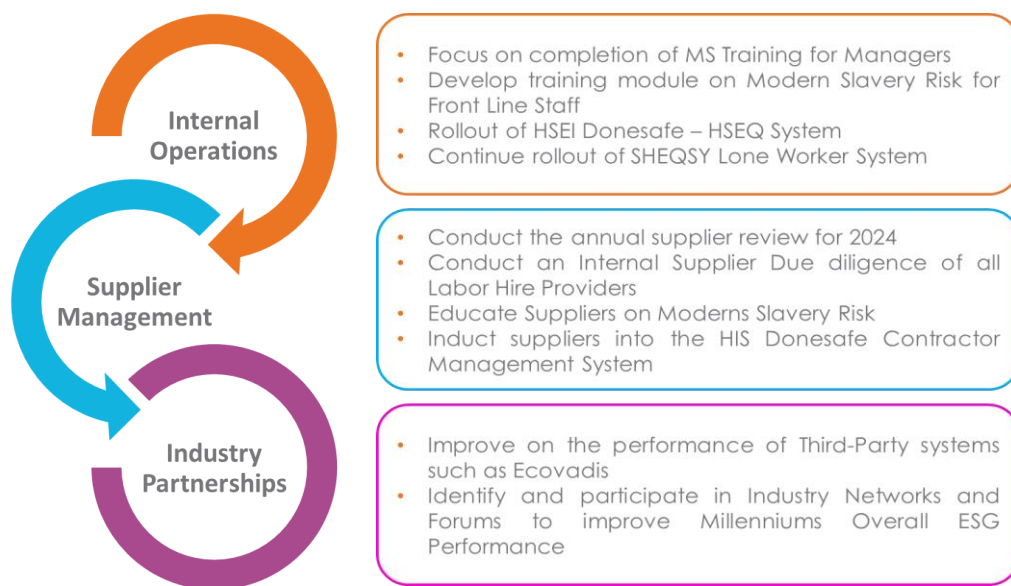 Internal
Operations
• Focus on completion of MS Training for Managers
• Develop training module on Modern Slavery Risk for
Front Line Staff
• Rollout of HSEI Donesafe – HSEQ System
• Continue rollout of SHEQSY Lone Worker System
Supplier
Management
• Conduct the annual supplier review for 2024
• Conduct an Internal Supplier Due diligence of all
Labor Hire Providers
• Educate Suppliers on Moderns Slavery Risk
• Induct suppliers into the HIS Donesafe Contractor
Management System
Industry
Partnerships
• Improve on the performance of Third-Party systems
such as Ecovadis
• Identify and participate in Industry Networks and
Forums to improve Millenniums Overall ESG
Performance